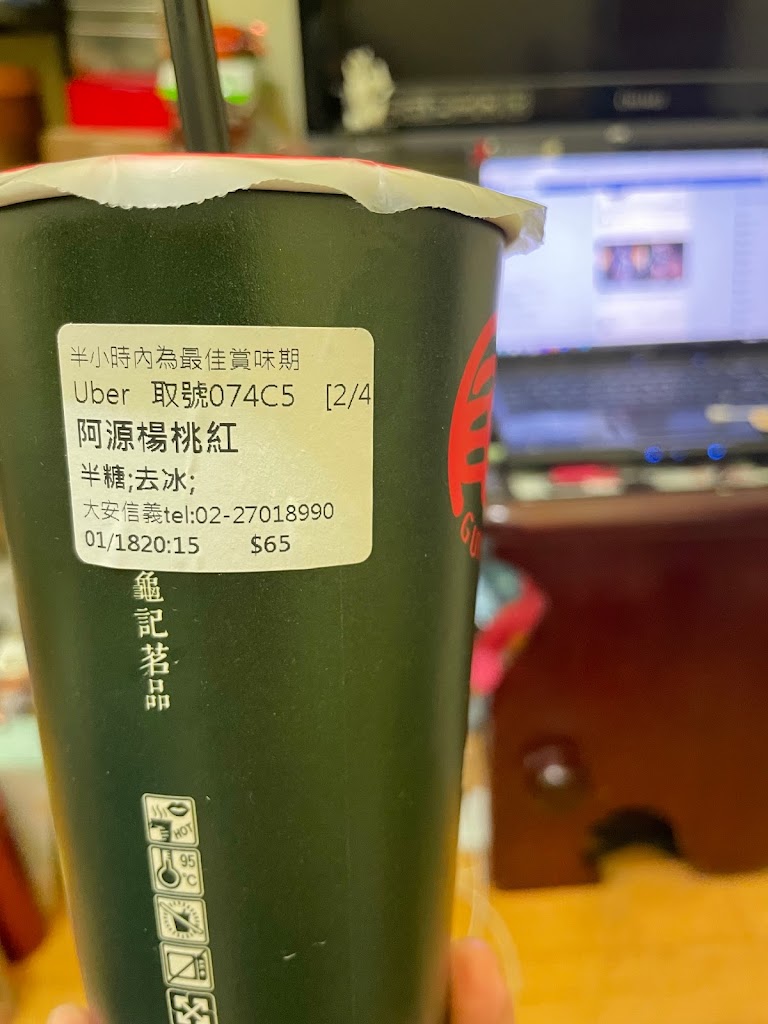 半小時內為最佳賞味期
Uber 取號074C5 [2/4
阿源楊桃紅
半糖;去冰;
大安信義tel:02-27018990
01/1820:15 $65
龜記茗品
HOT
95
°C